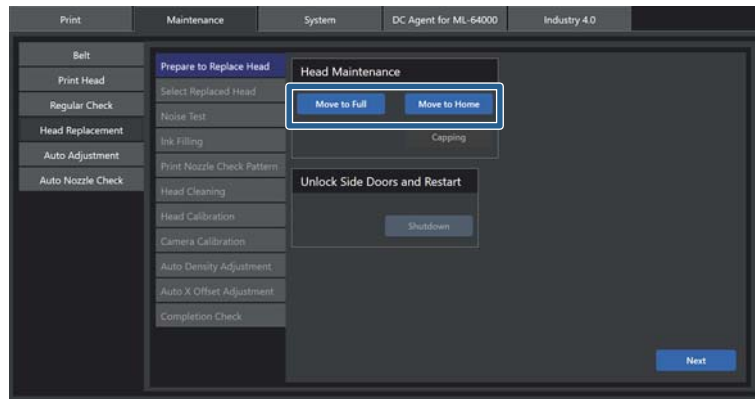 Print Maintenance System DC Agent for ML-64000 Industry 4.0
Belt
Print Head
Regular Check
Head Replacement
Auto Adjustment
Auto Nozzle Check
Prepare to Replace Head
Select Replaced Head
Noise Test
Ink Filling
Print Nozzle Check Pattern
Head Cleaning
Head Calibration
Camera Calibration
Auto Density Adjustment
Auto X Offset Adjustment
Completion Check
Head Maintenance
Move to Full Move to Home
Capping
Unlock Side Doors and Restart
Shutdown
Next